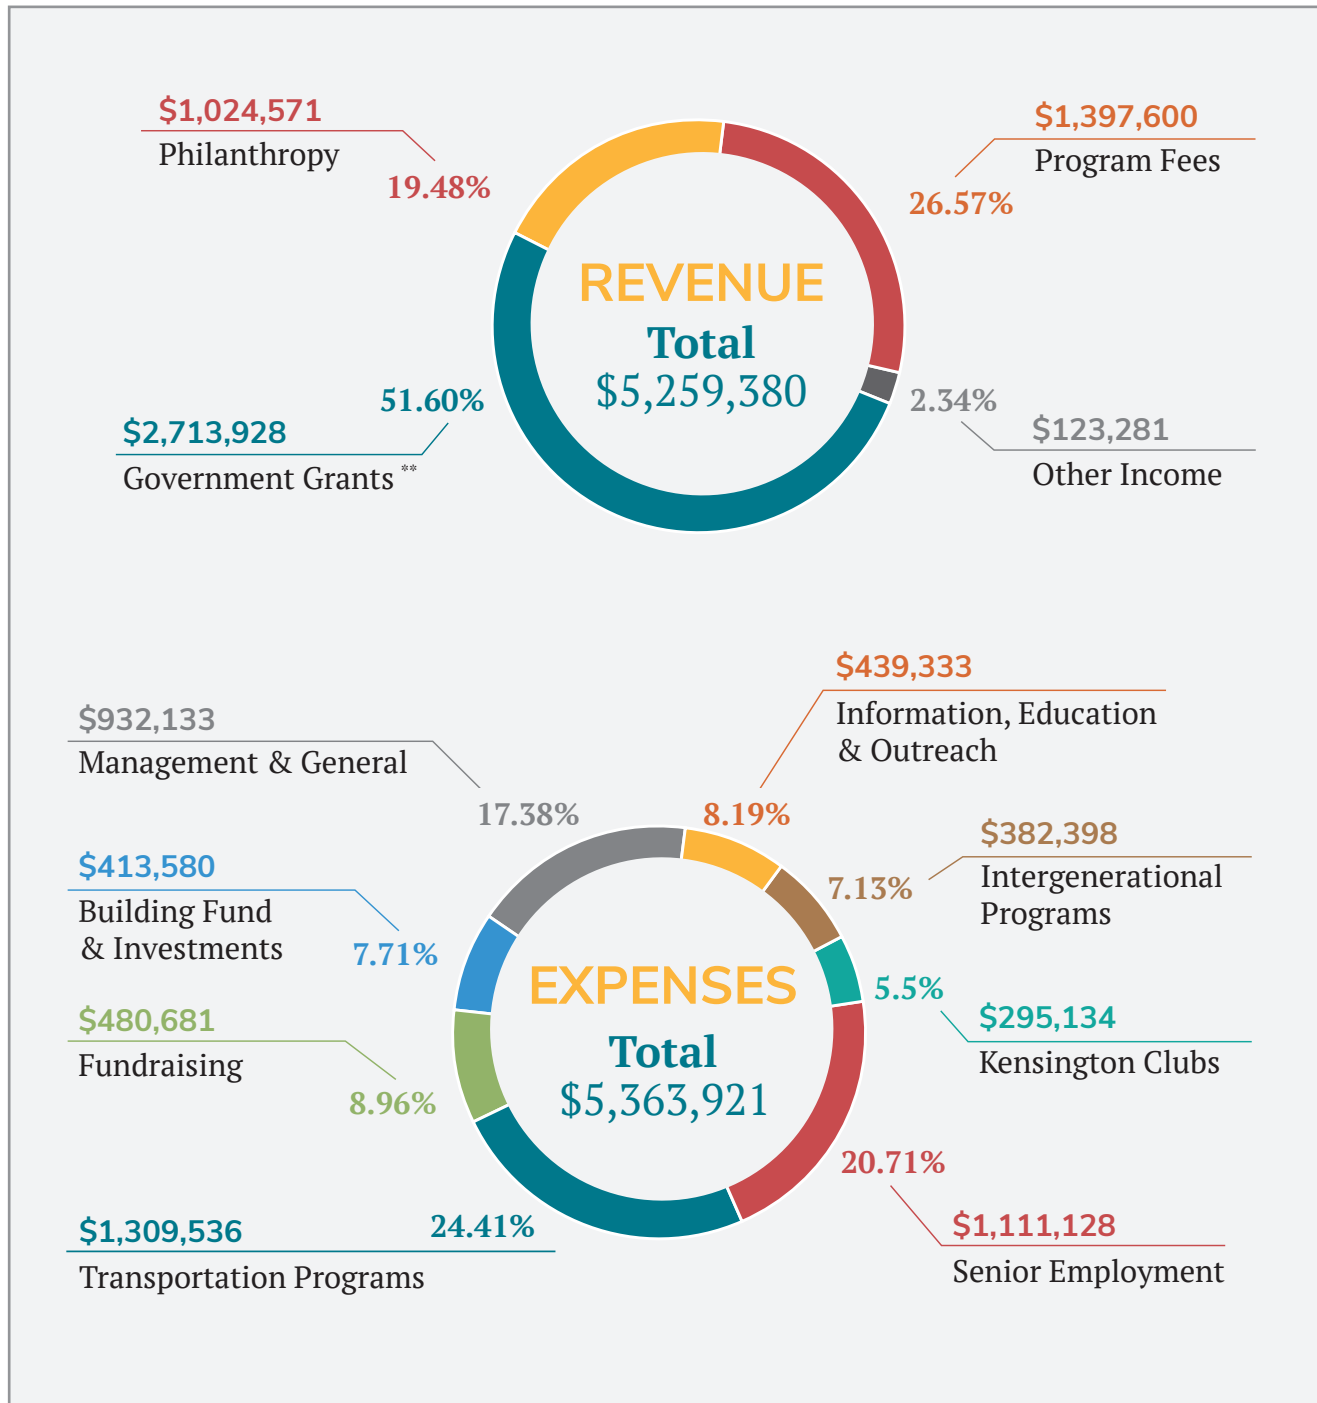 $1,024,571
Philanthropy
19.48%
$1,397,600
Program Fees
26.57%
REVENUE
Total
$5,259,380
51.60%
$2,713,928
Government Grants **
2.34%
$123,281
Other Income
$439,333
Information, Education
& Outreach
8.19%
$932,133
Management & General
17.38%
$382,398
Intergenerational
Programs
7.13%
$413,580
Building Fund
& Investments
7.71%
EXPENSES
Total
$5,363,921
5.5%
$295,134
Kensington Clubs
$480,681
Fundraising
8.96%
20.71%
$1,111,128
Senior Employment
$1,309,536
24.41%
Transportation Programs